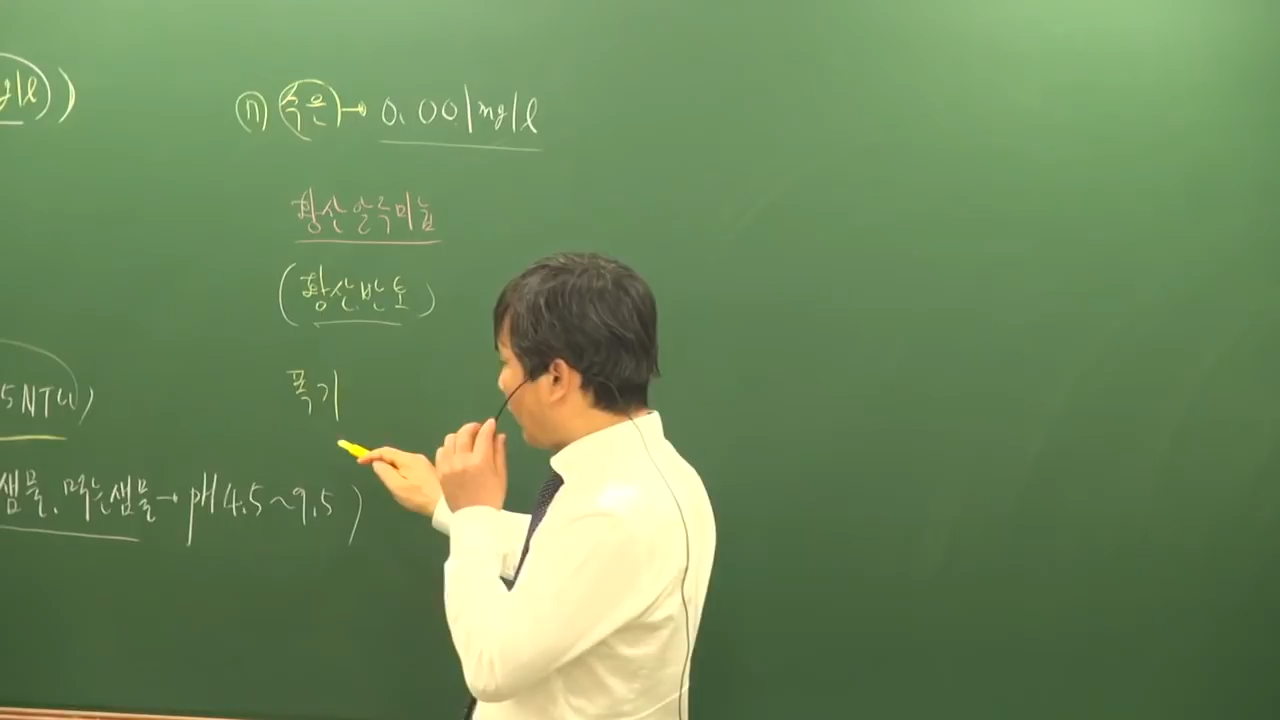 g/l))
⑰ 수은 → 0.001mg/l
황산알루미늄
(황산반토)
5NTU)
폭기
샘물, 먹는샘물→ pH 4.5~9.5 )